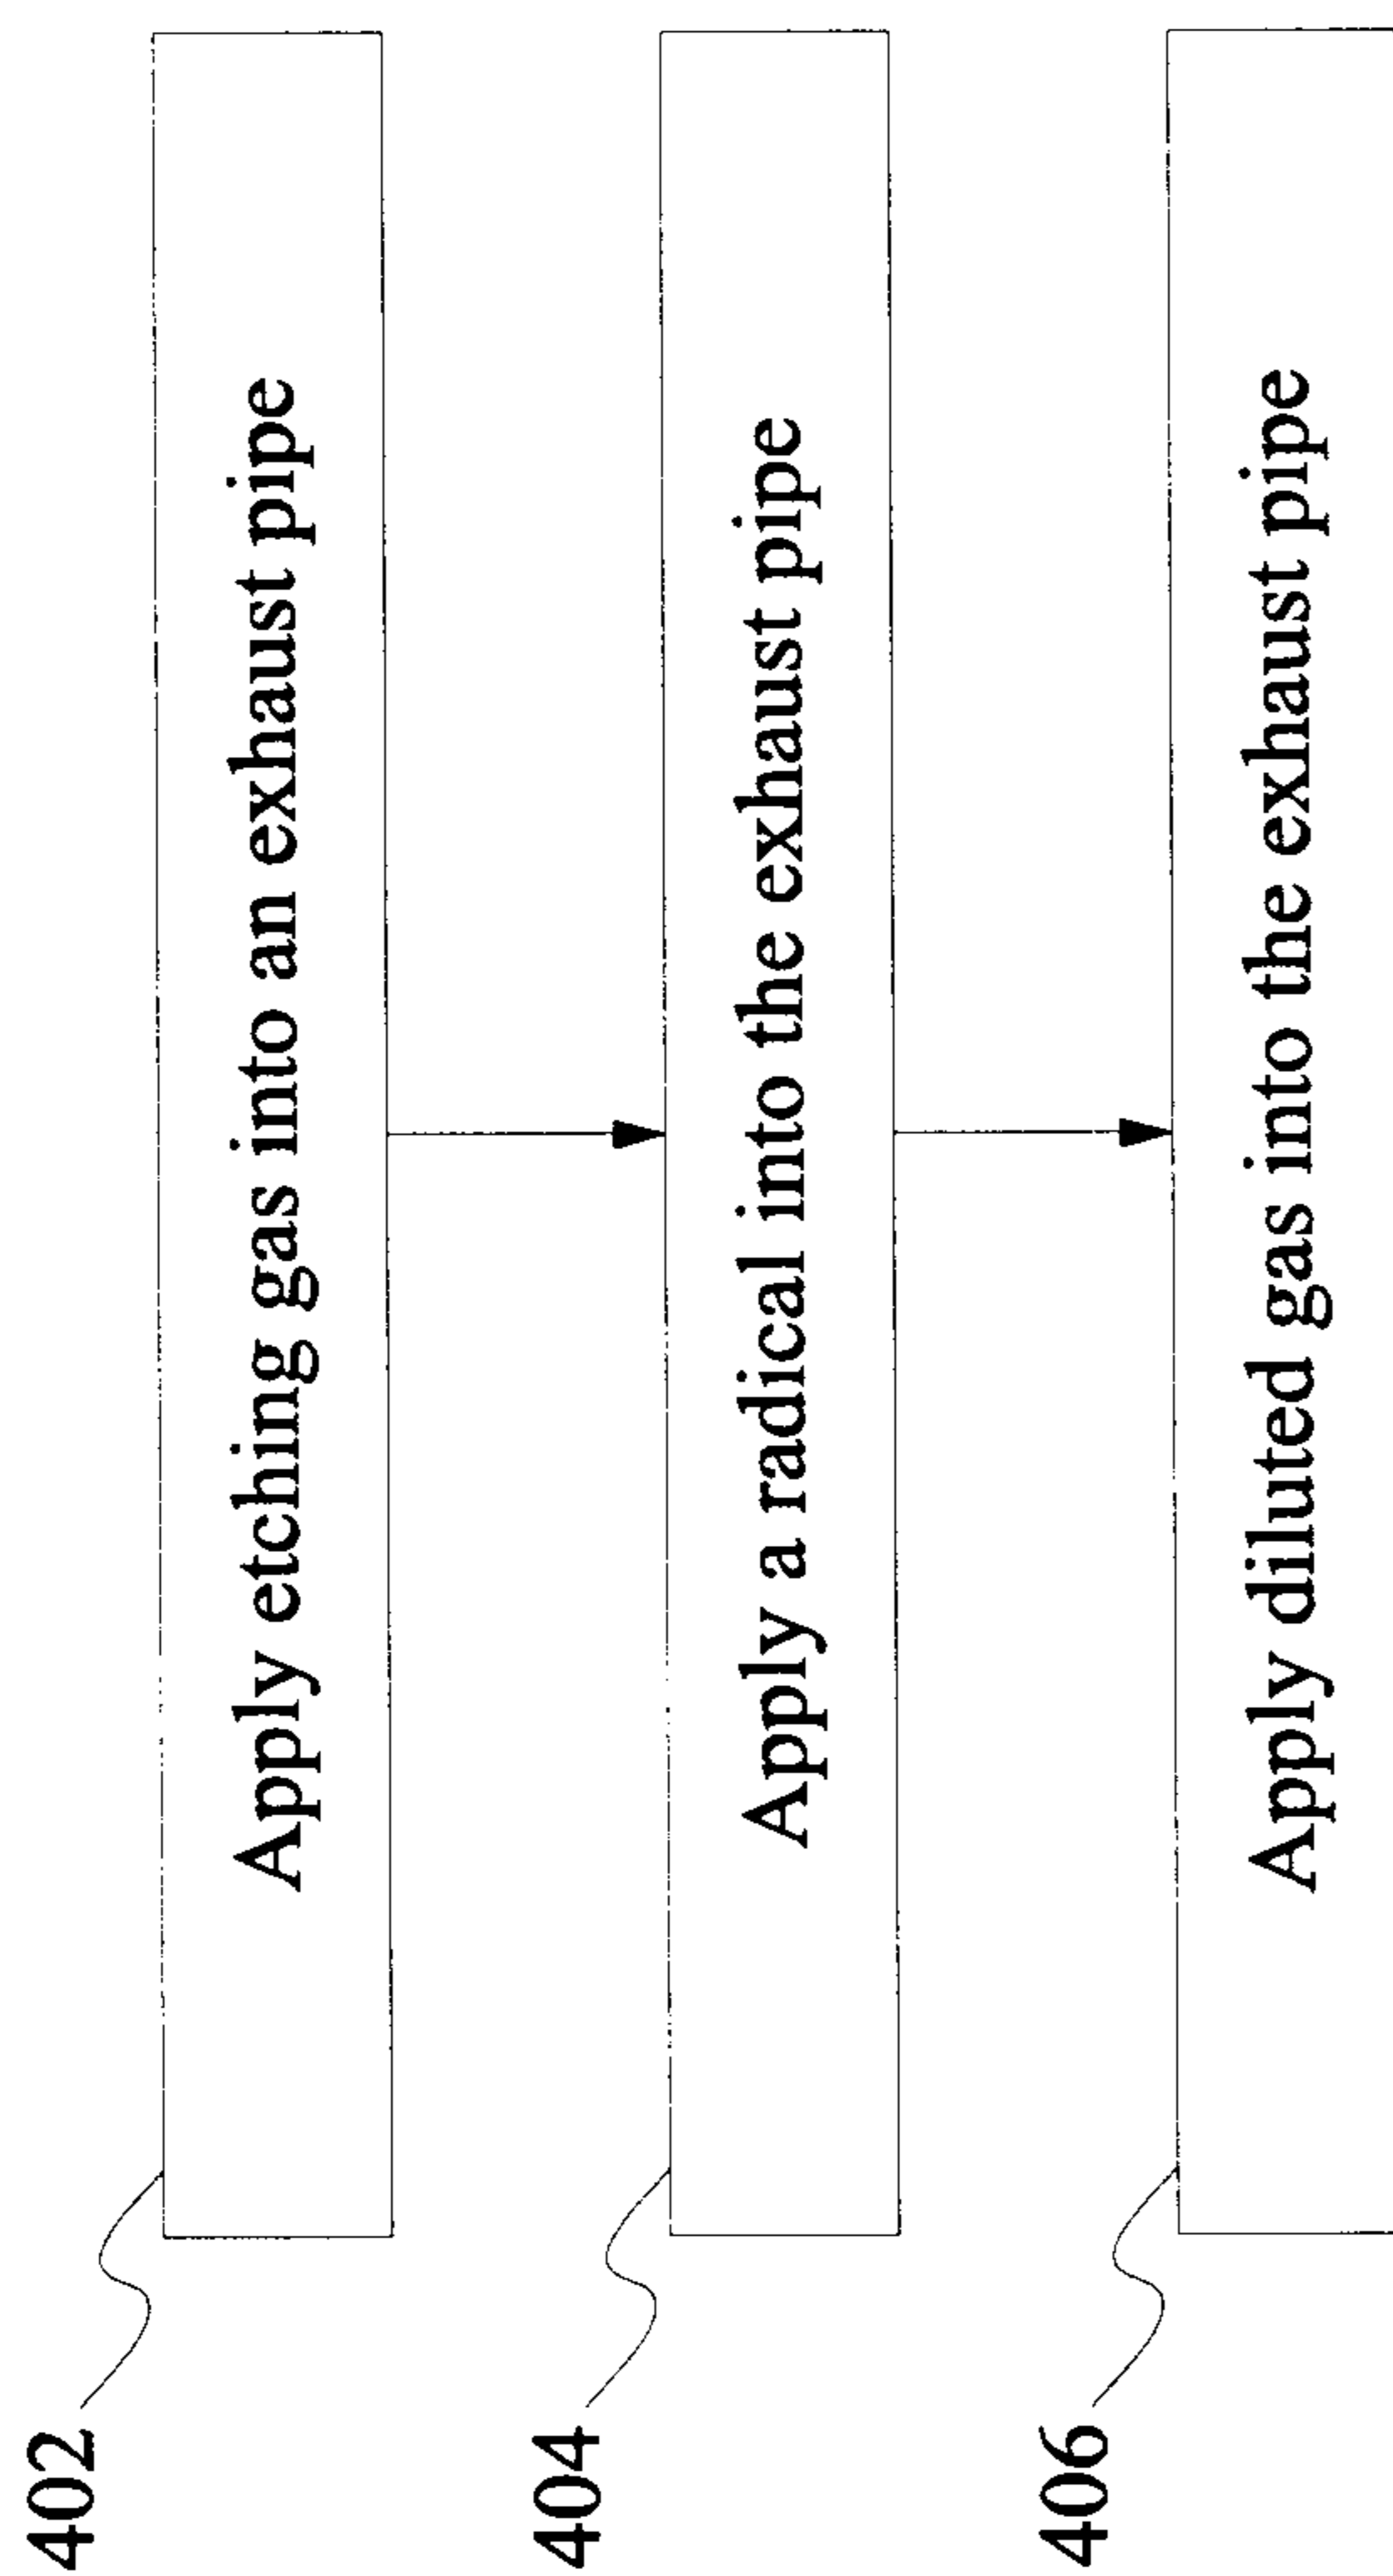 402
Apply etching gas into an exhaust pipe
404
Apply a radical into the exhaust pipe
406
Apply diluted gas into the exhaust pipe